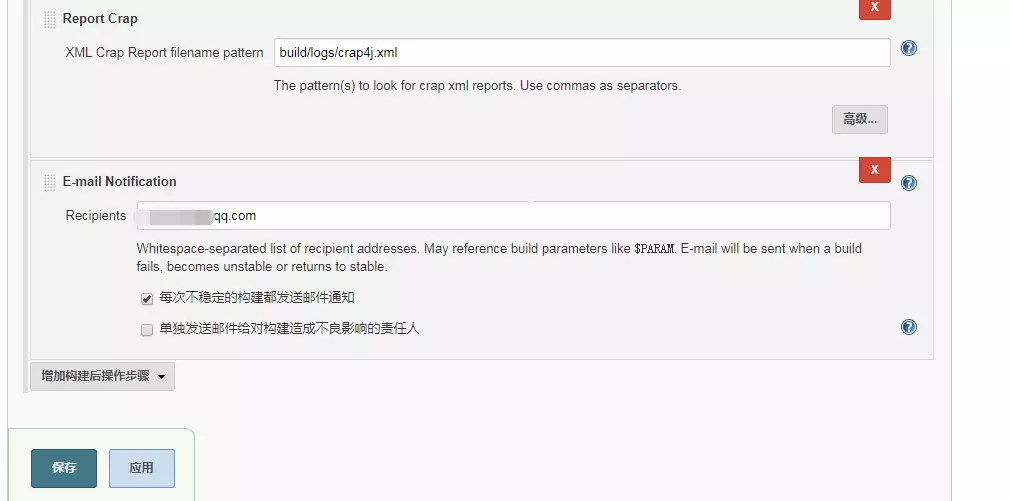 X
Report Crap
XML Crap Report filename pattern build/logs/crap4j.xml ?
The pattern(s) to look for crap xml reports. Use commas as separators.
高级...
X
E-mail Notification ?
Recipients qq.com
Whitespace-separated list of recipient addresses. May reference build parameters like $PARAM. E-mail will be sent when a build
fails, becomes unstable or returns to stable.
每次不稳定的构建都发送邮件通知
单独发送邮件给对构建造成不良影响的责任人 ?
增加构建后操作步骤
保存 应用